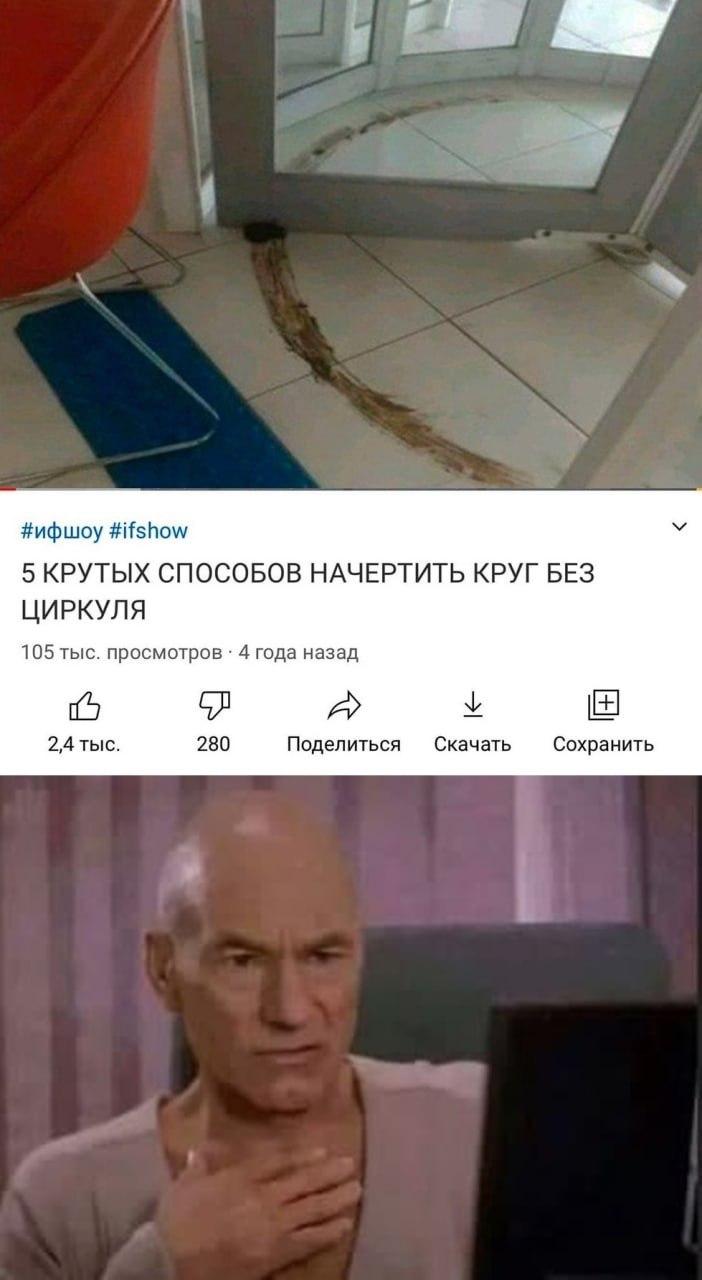 #ифшоу #ifshow
5 КРУТЫХ СПОСОБОВ НАЧЕРТИТЬ КРУГ БЕЗ
ЦИРКУЛЯ
105 тыс. просмотров · 4 года назад
2,4 тыс. 280 Поделиться Скачать Сохранить